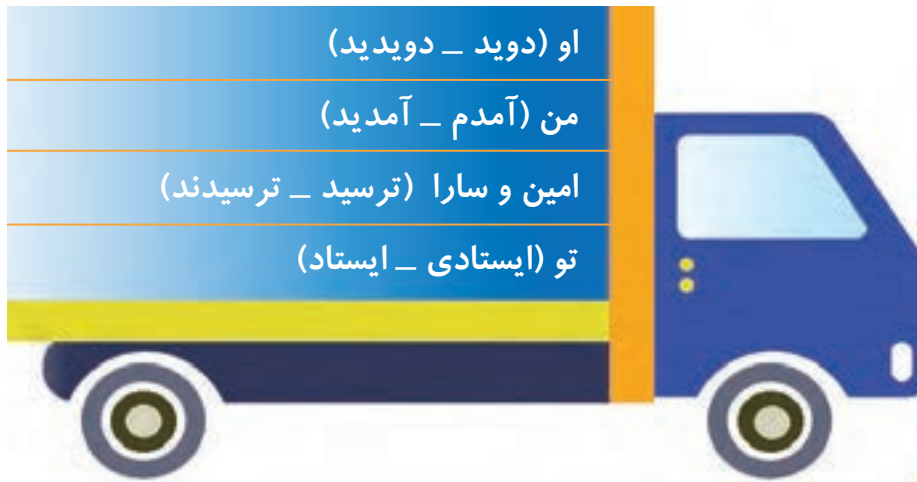 او (دوید _ دویدید)
من (آمدم _ آمدید)
امین و سارا (ترسید _ ترسیدند)
تو (ایستادی _ ایستاد)